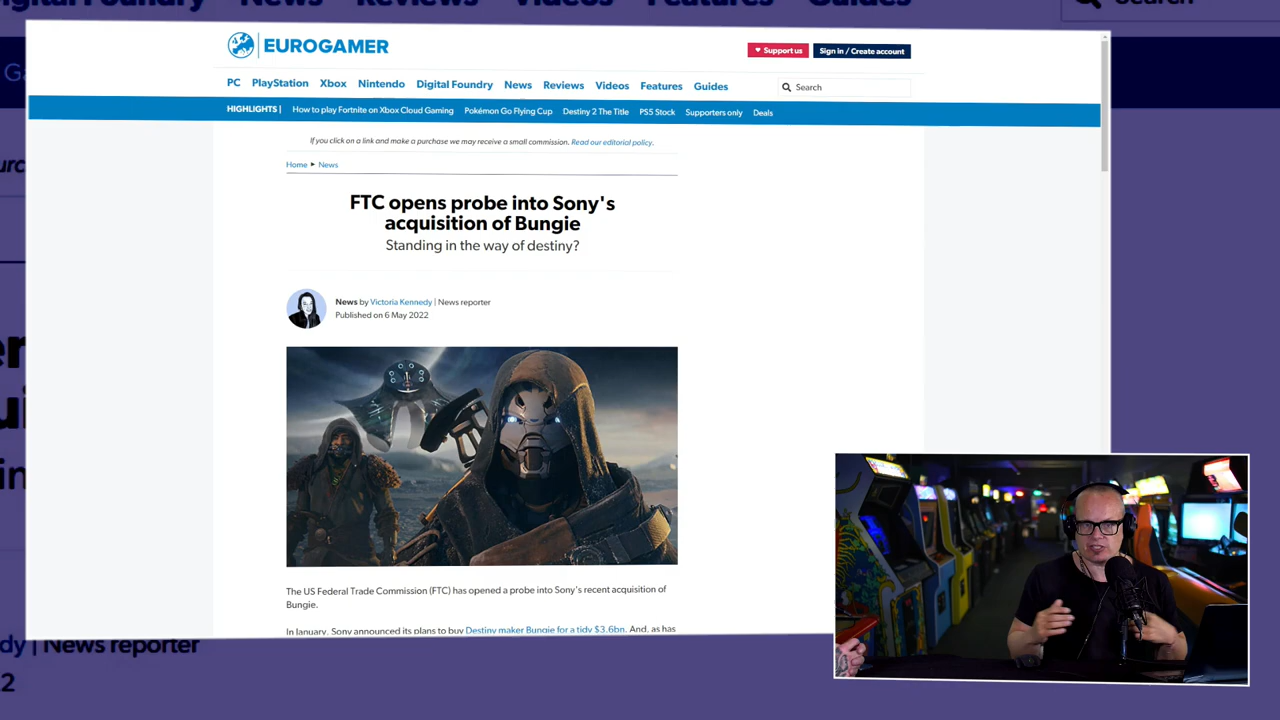 Digital Foundry News Reviews Videos Features Guides
Search
EUROGAMER
Support us
Sign in / Create account
PC PlayStation Xbox Nintendo Digital Foundry News Reviews Videos Features Guides
Search
HIGHLIGHTS | How to play Fortnite on Xbox Cloud Gaming Pokémon Go Flying Cup Destiny 2 The Title PS5 Stock Supporters only Deals
If you click on a link and make a purchase we may receive a small commission. Read our editorial policy.
Home ▸ News
FTC opens probe into Sony's
acquisition of Bungie
Standing in the way of destiny?
News by Victoria Kennedy | News reporter
Published on 6 May 2022
The US Federal Trade Commission (FTC) has opened a probe into Sony's recent acquisition of
Bungie.
In January, Sony announced its plans to buy Destiny maker Bungie for a tidy $3.6bn. And, as has
dy | News reporter
2